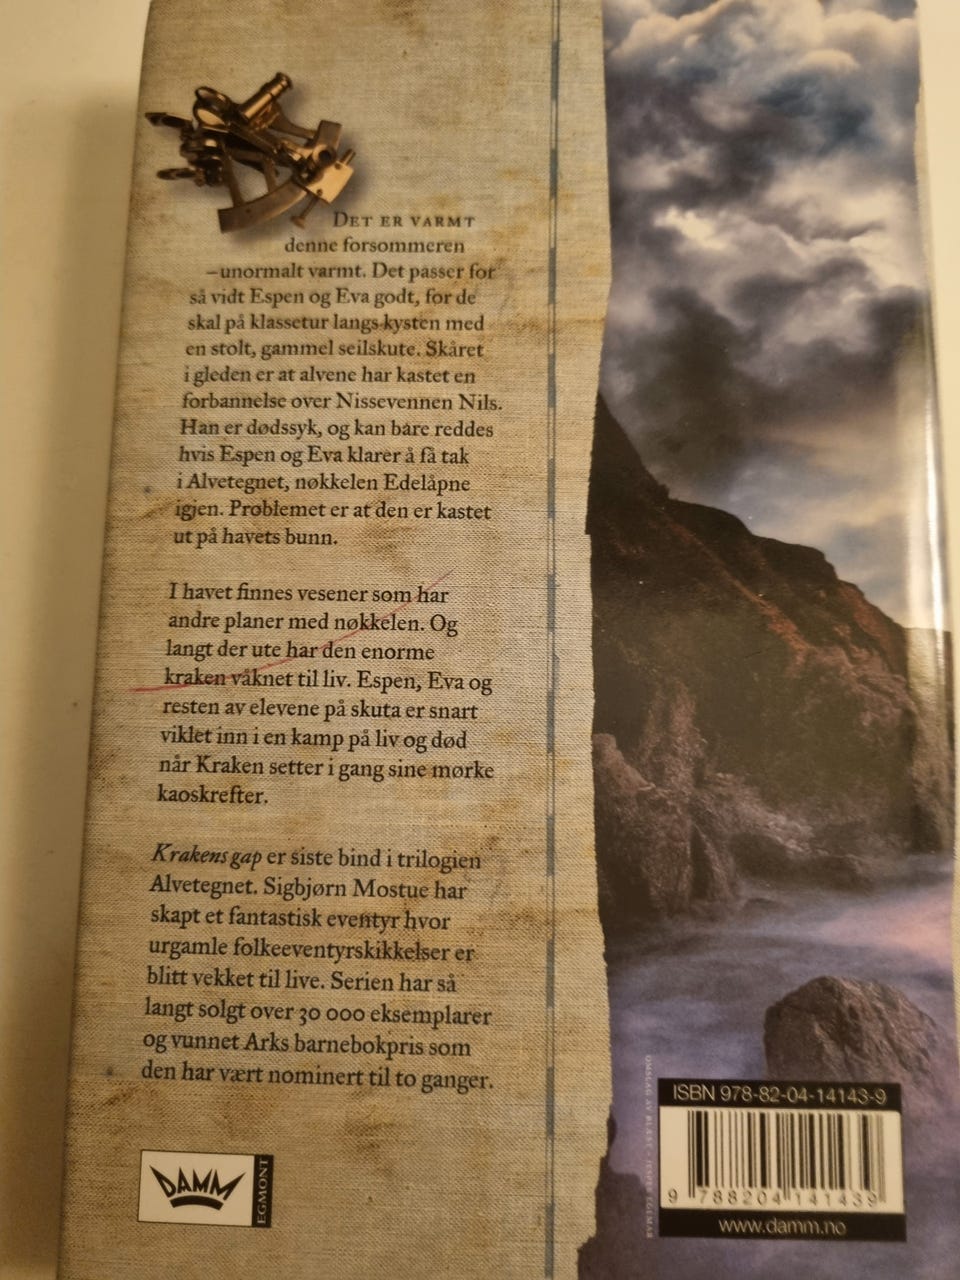 DET ER VARMT
denne forsommeren
– unormalt varmt. Det passer for
så vidt Espen og Eva godt, for de
skal på klassetur langs kysten med
en stolt, gammel seilskute. Skåret
i gleden er at alvene har kastet en
forbannelse over Nissevennen Nils.
Han er dødssyk, og kan bare reddes
hvis Espen og Eva klarer å få tak
i Alvetegnet, nøkkelen Edelåpne
igjen. Problemet er at den er kastet
ut på havets bunn.
I havet finnes vesener som har
andre planer med nøkkelen. Og
langt der ute har den enorme
kraken våknet til liv. Espen, Eva og
resten av elevene på skuta er snart
viklet inn i en kamp på liv og død
når Kraken setter i gang sine mørke
kaoskrefter.
Krakens gap er siste bind i trilogien
Alvetegnet. Sigbjørn Mostue har
skapt et fantastisk eventyr hvor
urgamle folkeeventyrskikkelser er
blitt vekket til live. Serien har så
langt solgt over 30 000 eksemplarer
og vunnet Arks barnebokpris som
den har vært nominert til to ganger.
DAMM
EGMONT
OMSLAG AV BLÆST - JESPER EGEMAR
ISBN 978-82-04-14143-9
9 788204 141439
www.damm.no